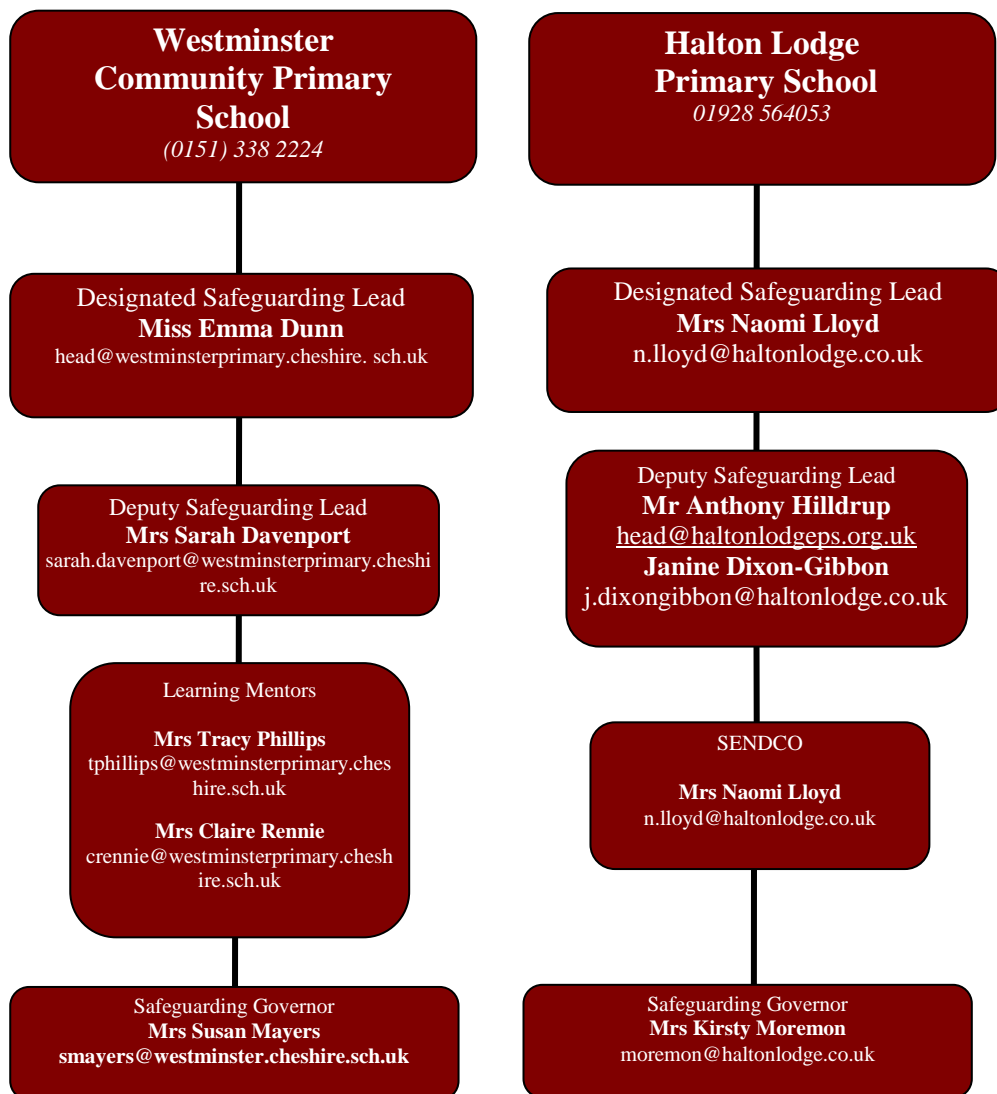 Westminster
Community Primary
School
(0151) 338 2224
Designated Safeguarding Lead
Miss Emma Dunn
head@westminsterprimary.cheshire. sch.uk
Deputy Safeguarding Lead
Mrs Sarah Davenport
sarah.davenport@westminsterprimary.cheshi
re.sch.uk
Learning Mentors
Mrs Tracy Phillips
tphillips@westminsterprimary.ches
hire.sch.uk
Mrs Claire Rennie
crennie@westminsterprimary.chesh
ire.sch.uk
Safeguarding Governor
Mrs Susan Mayers
smayers@westminster.cheshire.sch.uk
Halton Lodge
Primary School
01928 564053
Designated Safeguarding Lead
Mrs Naomi Lloyd
n.lloyd@haltonlodge.co.uk
Deputy Safeguarding Lead
Mr Anthony Hilldrup
head@haltonlodgeps.org.uk
Janine Dixon-Gibbon
j.dixongibbon@haltonlodge.co.uk
SENDCO
Mrs Naomi Lloyd
n.lloyd@haltonlodge.co.uk
Safeguarding Governor
Mrs Kirsty Moremon
moremon@haltonlodge.co.uk